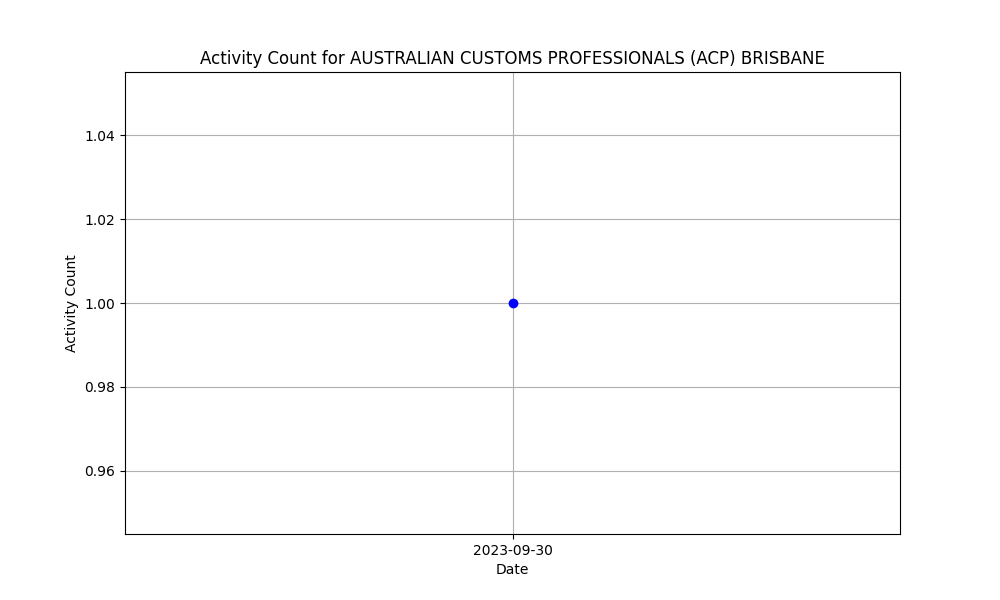 Activity Count for AUSTRALIAN CUSTOMS PROFESSIONALS (ACP) BRISBANE
1.04
1.02
1.00
0.98
0.96
Activity Count
2023-09-30
Date